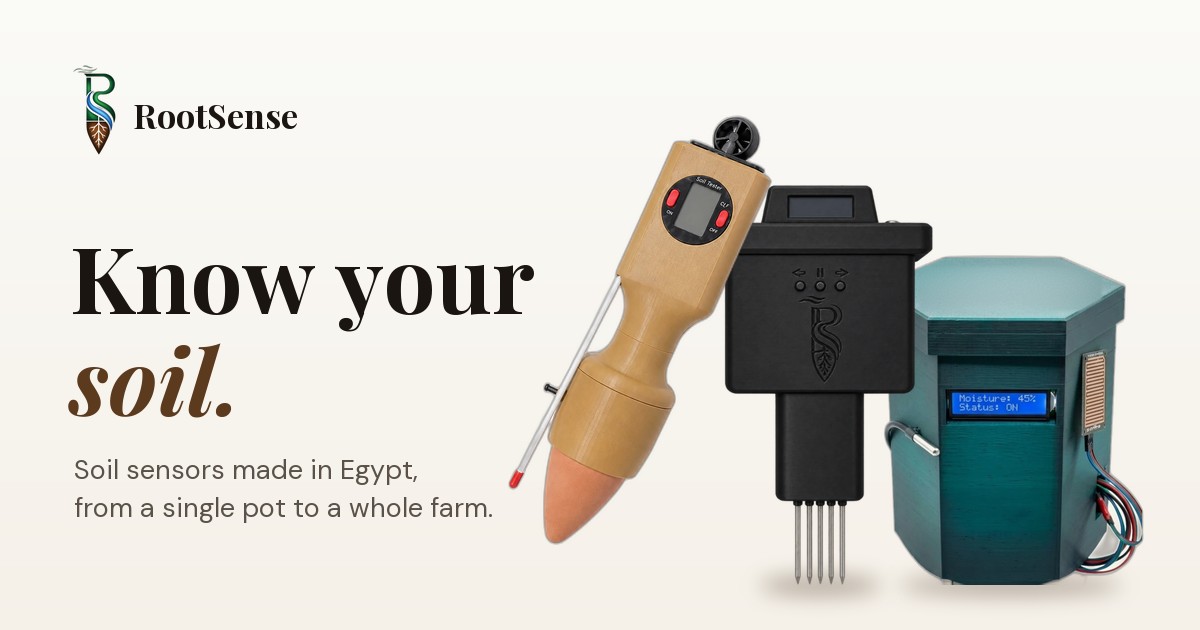 RootSense
Know your
soil.
Soil sensors made in Egypt,
from a single pot to a whole farm.
Soil Tester
ON
CLF
OFF
Moisture: 45%
Status: ON